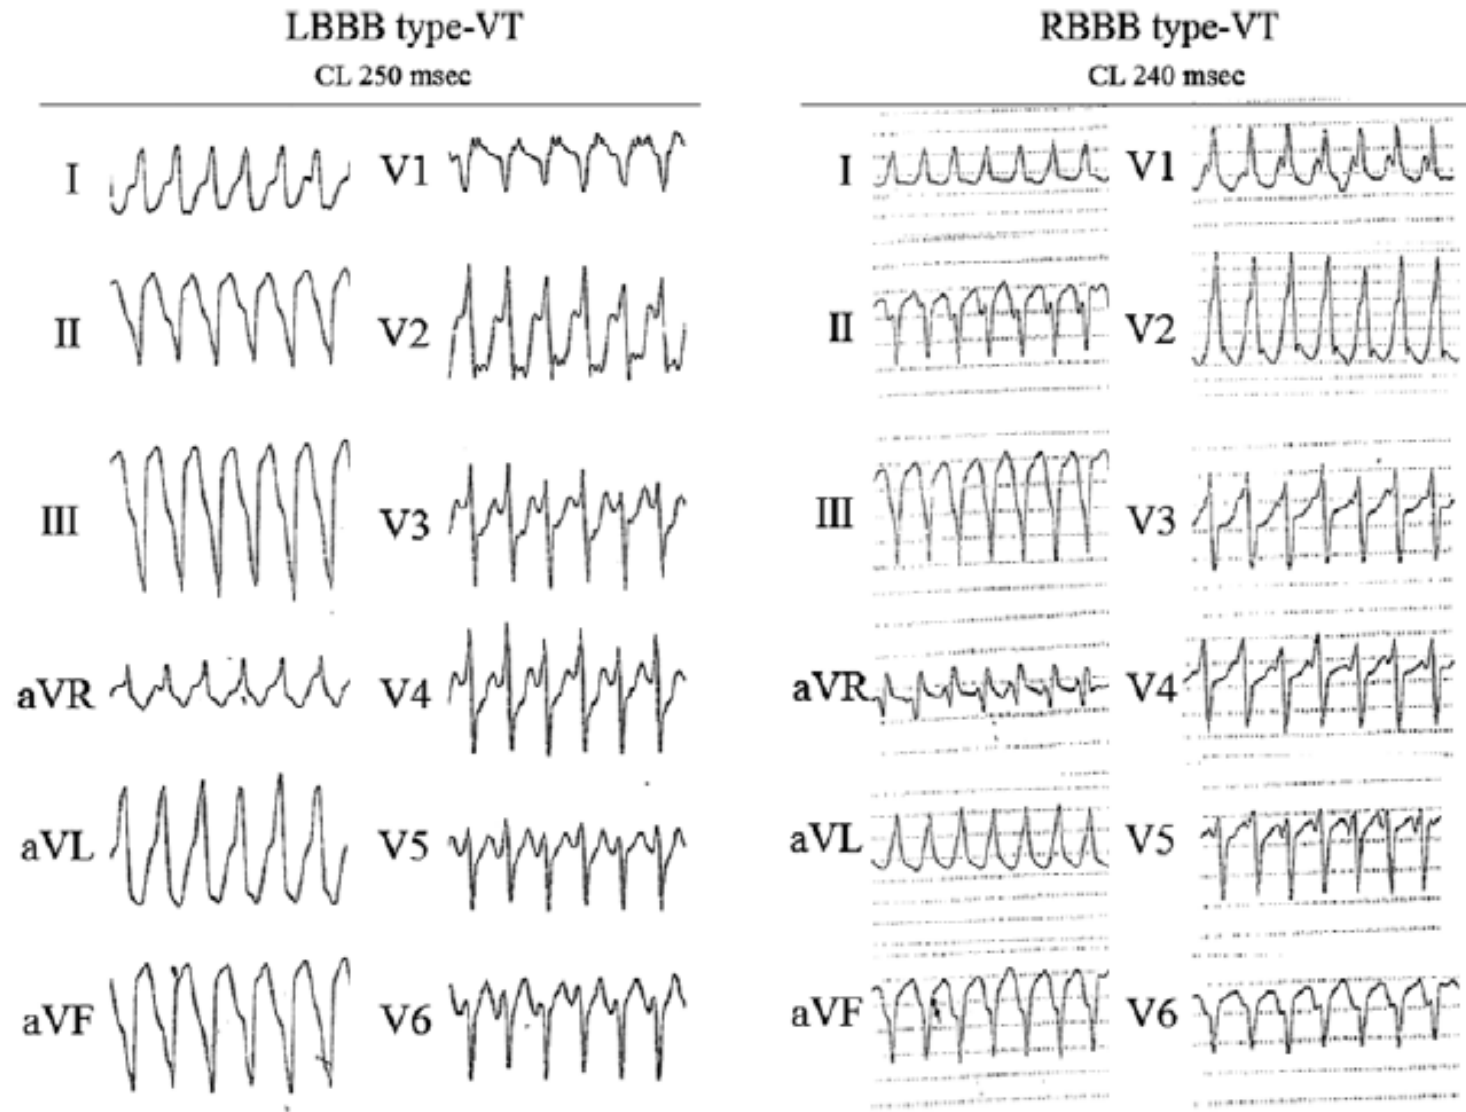 LBBB type-VT
CL 250 msec
I
V1
II
V2
III
V3
aVR
V4
aVL
V5
aVF
V6
RBBB type-VT
CL 240 msec
I
V1
II
V2
III
V3
aVR
V4
aVL
V5
aVF
V6